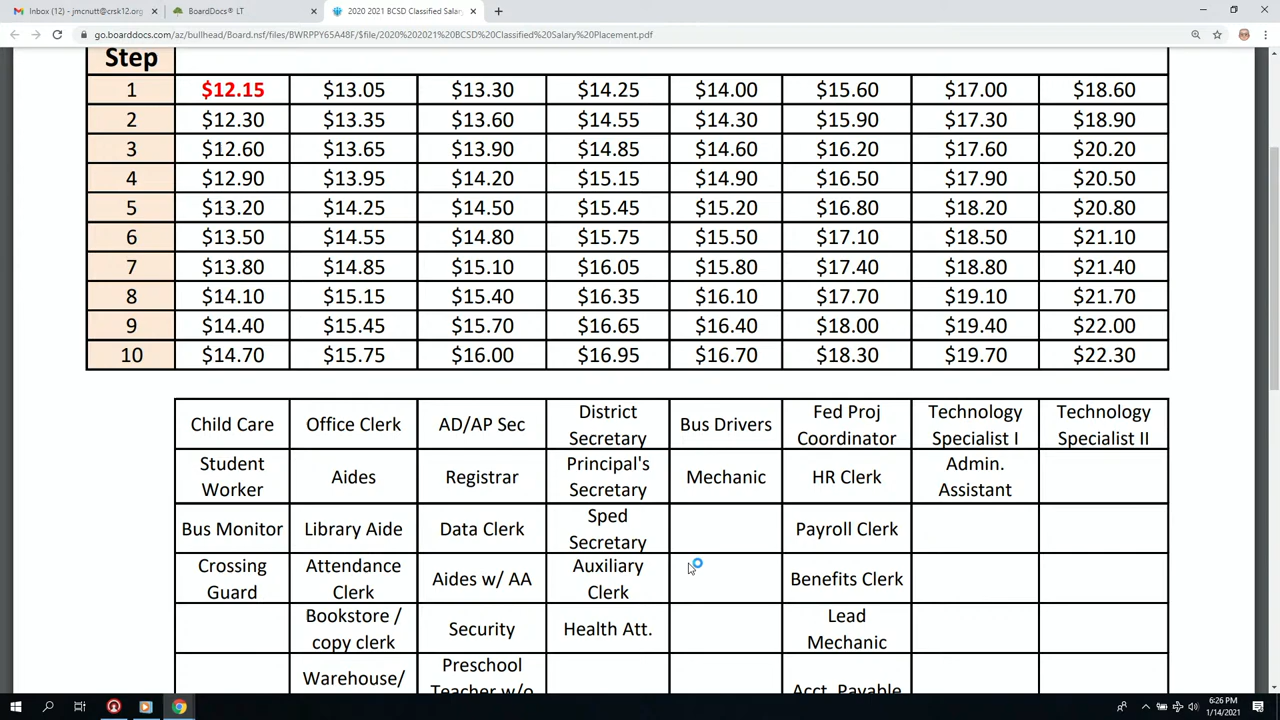 Inbox (12) - jmcnutt@crsk12.org
BoardDocs® LT
2020 2021 BCSD Classified Salar
go.boarddocs.com/az/bullhead/Board.nsf/files/BWRPPY65A48F/$file/2020%202021%20BCSD%20Classified%20Salary%20Placement.pdf
Step
1 $12.15 $13.05 $13.30 $14.25 $14.00 $15.60 $17.00 $18.60
2 $12.30 $13.35 $13.60 $14.55 $14.30 $15.90 $17.30 $18.90
3 $12.60 $13.65 $13.90 $14.85 $14.60 $16.20 $17.60 $20.20
4 $12.90 $13.95 $14.20 $15.15 $14.90 $16.50 $17.90 $20.50
5 $13.20 $14.25 $14.50 $15.45 $15.20 $16.80 $18.20 $20.80
6 $13.50 $14.55 $14.80 $15.75 $15.50 $17.10 $18.50 $21.10
7 $13.80 $14.85 $15.10 $16.05 $15.80 $17.40 $18.80 $21.40
8 $14.10 $15.15 $15.40 $16.35 $16.10 $17.70 $19.10 $21.70
9 $14.40 $15.45 $15.70 $16.65 $16.40 $18.00 $19.40 $22.00
10 $14.70 $15.75 $16.00 $16.95 $16.70 $18.30 $19.70 $22.30
Child Care
Office Clerk
AD/AP Sec
District
Secretary
Bus Drivers
Fed Proj
Coordinator
Technology
Specialist I
Technology
Specialist II
Student
Worker
Aides
Registrar
Principal's
Secretary
Mechanic
HR Clerk
Admin.
Assistant
Bus Monitor
Library Aide
Data Clerk
Sped
Secretary
Payroll Clerk
Crossing
Guard
Attendance
Clerk
Aides w/ AA
Auxiliary
Clerk
Benefits Clerk
Bookstore /
copy clerk
Security
Health Att.
Lead
Mechanic
Warehouse/
Preschool
Teacher w/o
Acct. Payable
6:26 PM
1/14/2021